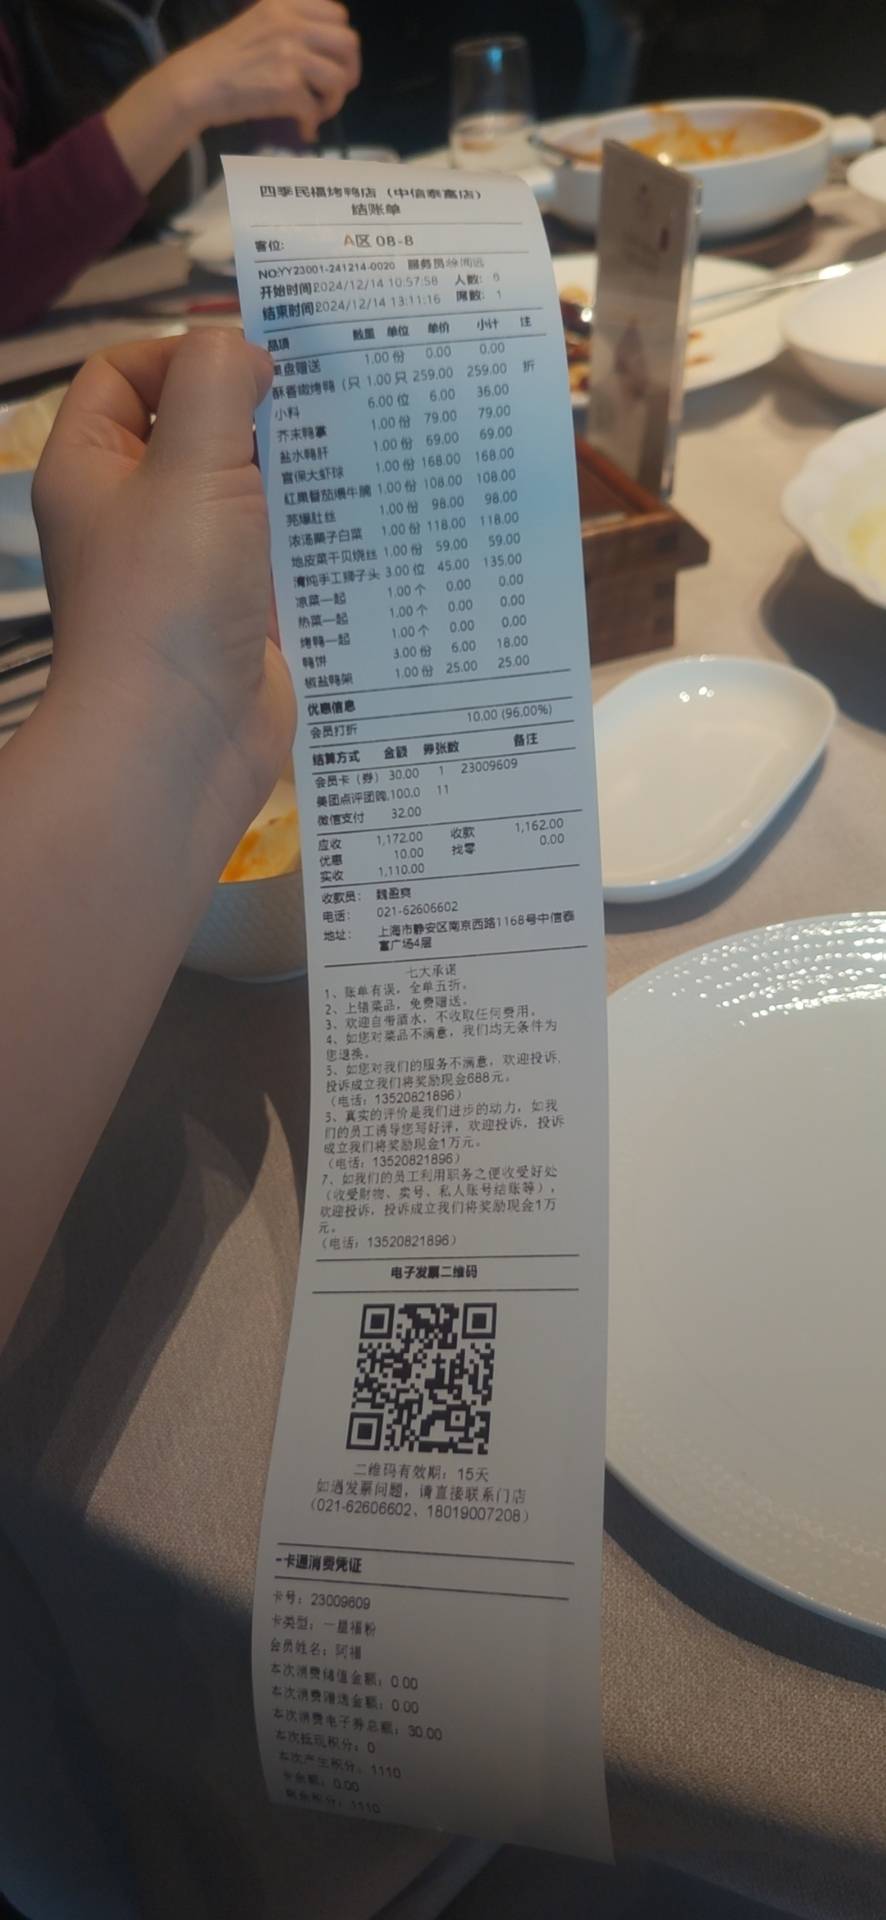 四季民福烤鸭店（中信泰富店）
结账单
客位： A区 08-8
NO:YY23001-241214-0020 服务员
开始时间2024/12/14 10:57:58 人数： 6
结束时间2024/12/14 13:11:16 席数： 1
品项 数量 单位 单价 小计 注
果盘赠送 1.00 份 0.00 0.00
酥香嫩烤鸭（只 1.00 只 259.00 259.00 折
小料 6.00 位 6.00 36.00
芥末鸭掌 1.00 份 79.00 79.00
盐水鸭肝 1.00 份 69.00 69.00
宫保大虾球 1.00 份 168.00 168.00
红果番茄煨牛腩 1.00 份 108.00 108.00
芫爆肚丝 1.00 份 98.00 98.00
浓汤栗子白菜 1.00 份 118.00 118.00
地皮菜干贝烧丝 1.00 份 59.00 59.00
清炖手工狮子头 3.00 位 45.00 135.00
凉菜一起 1.00 个 0.00 0.00
热菜一起 1.00 个 0.00 0.00
烤鸭一起 1.00 个 0.00 0.00
鸭饼 3.00 份 6.00 18.00
椒盐鸭架 1.00 份 25.00 25.00
优惠信息
会员打折 10.00 (96.00%)
结算方式 金额 券张数 备注
会员卡（券） 30.00 1 23009609
美团点评团购,100.0 11
微信支付 32.00
应收 1,172.00 收款 1,162.00
优惠 10.00 找零 0.00
实收 1,110.00
收款员： 魏盈爽
电话： 021-62606602
地址： 上海市静安区南京西路1168号中信泰
富广场4层
七大承诺
1、账单有误，全单五折。
2、上错菜品，免费赠送。
3、欢迎自带酒水，不收取任何费用。
4、如您对菜品不满意，我们均无条件为
您退换。
5、如您对我们的服务不满意，欢迎投诉，
投诉成立我们将奖励现金688元。
（电话：13520821896）
6、真实的评价是我们进步的动力，如我
们的员工诱导您写好评，欢迎投诉，投诉
成立我们将奖励现金1万元。
（电话：13520821896）
7、如我们的员工利用职务之便收受好处
（收受财物、卖号、私人账号结账等），
欢迎投诉，投诉成立我们将奖励现金1万
元。
（电话：13520821896）
电子发票二维码
二维码有效期：15天
如遇发票问题，请直接联系门店
（021-62606602、18019007208）
一卡通消费凭证
卡号：23009609
卡类型：一星福粉
会员姓名：阿福
本次消费储值金额：0.00
本次消费赠送金额：0.00
本次消费电子券总额：30.00
本次抵现积分：0
本次产生积分：1110
卡余额：0.00
剩余积分：1110